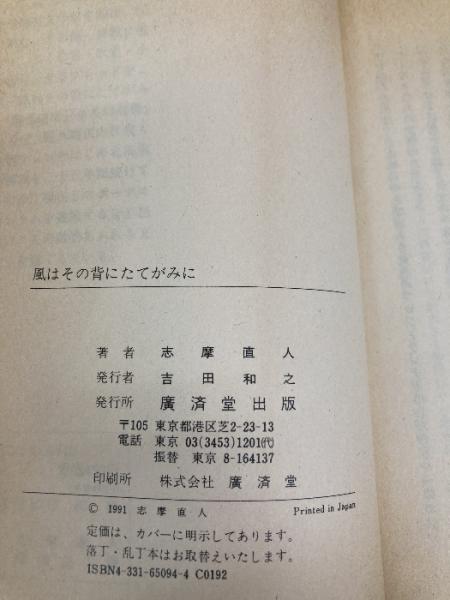 風はその背にたてがみに
著者 志摩直人
発行者 吉田和之
発行所 廣済堂出版
〒105 東京都港区芝2-23-13
電話 東京 03(3453)1201(代)
振替 東京 8-164137
印刷所 株式会社 廣済堂
© 1991 志摩直人 Printed in Japan
定価は、カバーに明示してあります。
落丁・乱丁本はお取替えいたします。
ISBN4-331-65094-4 C0192